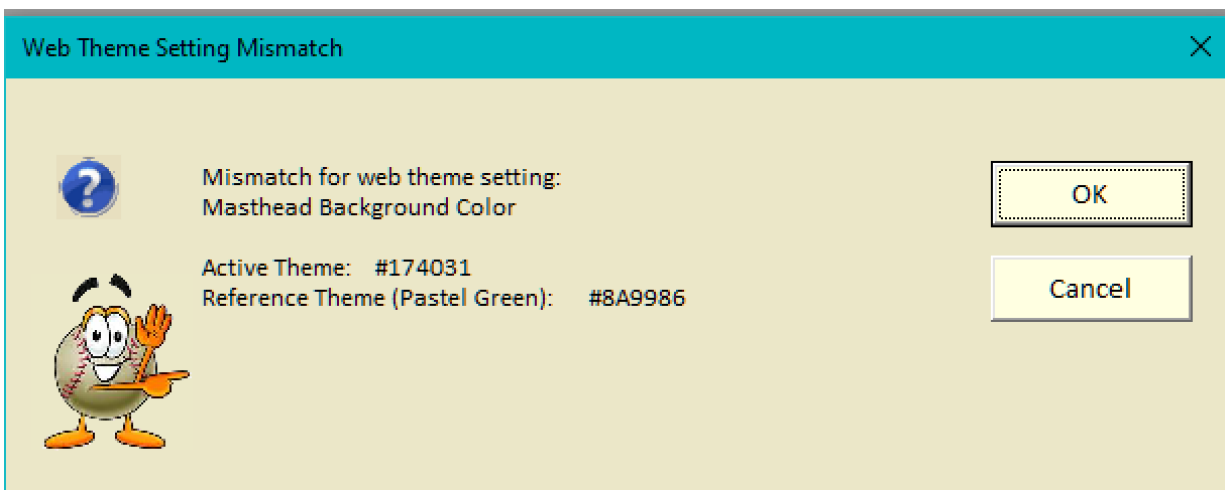 Web Theme Setting Mismatch
Mismatch for web theme setting:
Masthead Background Color
OK
Active Theme: #174031
Reference Theme (Pastel Green): #8A9986
Cancel